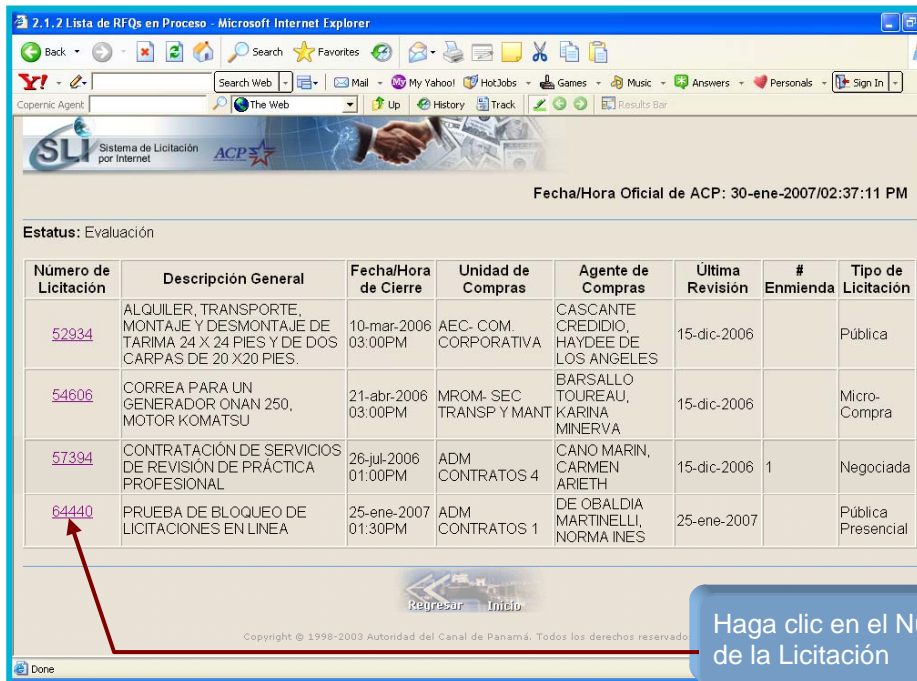 2.1.2 Lista de RFQs en Proceso - Microsoft Internet Explorer
Back Search Favorites
Y! Search Web Mail My Yahoo! HotJobs Games Music Answers Personals Sign In
Copernic Agent The Web Up History Track Results Bar
SLI Sistema de Licitación por Internet ACP
Fecha/Hora Oficial de ACP: 30-ene-2007/02:37:11 PM
Estatus: Evaluación
Número de Licitación Descripción General Fecha/Hora de Cierre Unidad de Compras Agente de Compras Última Revisión # Enmienda Tipo de Licitación
52934 ALQUILER, TRANSPORTE, MONTAJE Y DESMONTAJE DE TARIMA 24 X 24 PIES Y DE DOS CARPAS DE 20 X20 PIES. 10-mar-2006 03:00PM AEC- COM. CORPORATIVA CASCANTE CREDIDIO, HAYDEE DE LOS ANGELES 15-dic-2006 Pública
54606 CORREA PARA UN GENERADOR ONAN 250, MOTOR KOMATSU 21-abr-2006 03:00PM MROM- SEC TRANSP Y MANT BARSALLO TOUREAU, KARINA MINERVA 15-dic-2006 Micro-Compra
57394 CONTRATACIÓN DE SERVICIOS DE REVISIÓN DE PRÁCTICA PROFESIONAL 26-jul-2006 01:00PM ADM CONTRATOS 4 CANO MARIN, CARMEN ARIETH 15-dic-2006 1 Negociada
64440 PRUEBA DE BLOQUEO DE LICITACIONES EN LINEA 25-ene-2007 01:30PM ADM CONTRATOS 1 DE OBALDIA MARTINELLI, NORMA INES 25-ene-2007 Pública Presencial
Regresar Inicio
Copyright © 1998-2003 Autoridad del Canal de Panamá. Todos los derechos reservado
Haga clic en el Nú
de la Licitación
Done